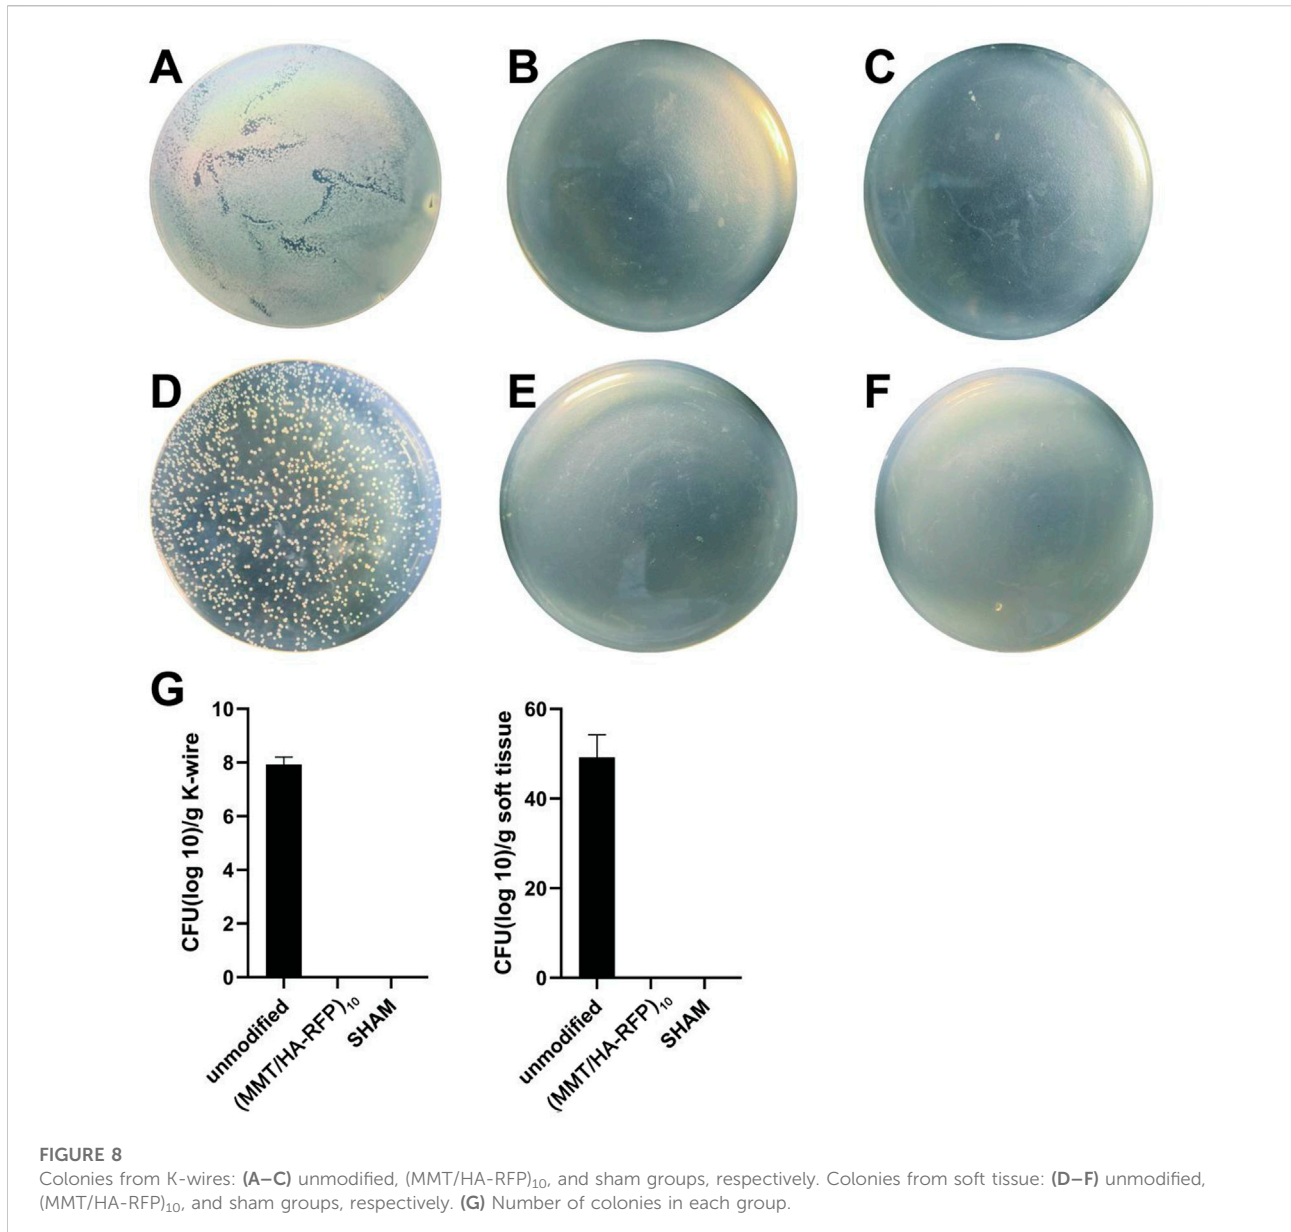 A
B
C
D
E
F
G
10
8
6
4
2
0
CFU(log 10)/g K-wire
unmodified
(MMT/HA-RFP)₁₀
SHAM
60
40
20
0
CFU(log 10)/g soft tissue
unmodified
(MMT/HA-RFP)₁₀
SHAM
FIGURE 8
Colonies from K-wires: (A–C) unmodified, (MMT/HA-RFP)₁₀, and sham groups, respectively. Colonies from soft tissue: (D–F) unmodified,
(MMT/HA-RFP)₁₀, and sham groups, respectively. (G) Number of colonies in each group.